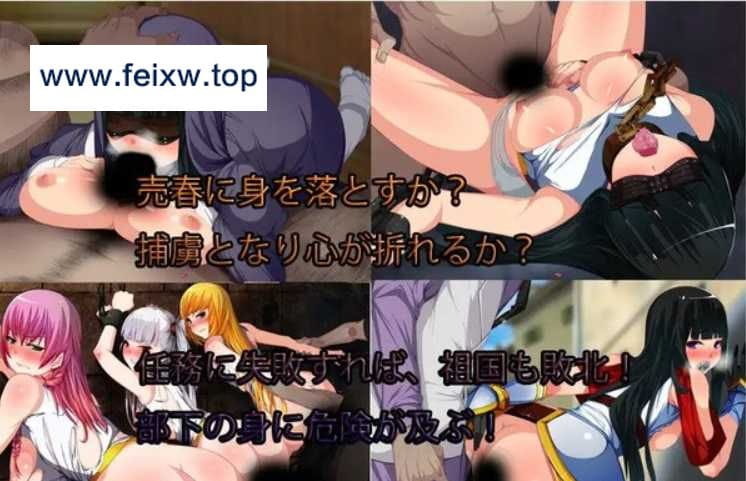 www.feixw.top
売春に身を落とすか？
捕虜となり心が折れるか？
任務に失敗すれば、祖国も敗北！
部下の身に危険が及ぶ！